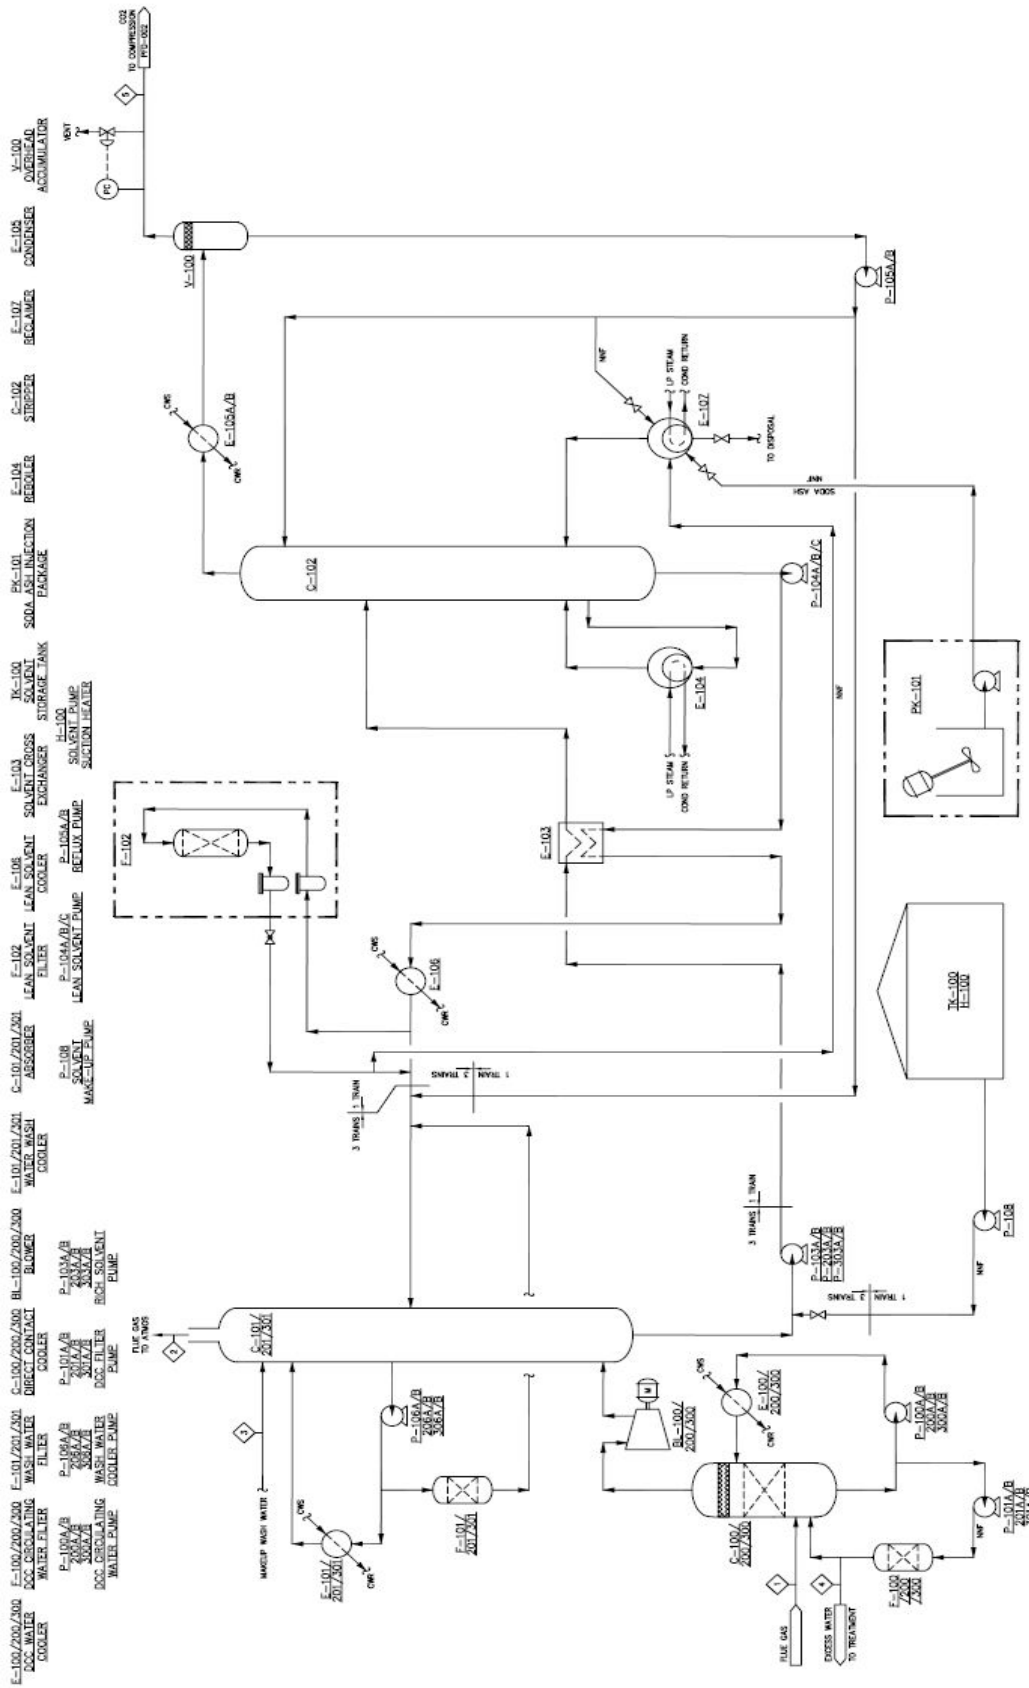 E-100/200/300
DCC WATER
COOLER
F-100/200/300
DCC CIRCULATING
WATER FILTER
F-101/201/301
WASH WATER
FILTER
C-100/200/300
DIRECT CONTACT
COOLER
BL-100/200/300
BLOWER
E-101/201/301
WATER WASH
COOLER
C-101/201/301
ABSORBER
F-102
LEAN SOLVENT
FILTER
E-106
LEAN SOLVENT
COOLER
E-103
SOLVENT CROSS
EXCHANGER
TK-100
SOLVENT
STORAGE TANK
PK-101
SODA ASH INJECTION
PACKAGE
E-104
REBOILER
C-102
STRIPPER
E-107
RECLAIMER
E-105
CONDENSER
V-100
OVERHEAD
ACCUMULATOR
P-100A/B
200A/B
300A/B
DCC CIRCULATING
WATER PUMP
P-106A/B
206A/B
306A/B
WASH WATER
COOLER PUMP
P-101A/B
201A/B
301A/B
DCC FILTER
PUMP
P-103A/B
203A/B
303A/B
RICH SOLVENT
PUMP
P-108
SOLVENT
MAKE-UP PUMP
P-104A/B/C
LEAN SOLVENT PUMP
P-105A/B
REFLUX PUMP
H-100
SOLVENT PUMP
SUCTION HEATER
FLUE GAS
TO ATMOS
2
3
MAKEUP WASH WATER
C-101/
201/301
P-106A/B
206A/B
306A/B
CWS
CWR
E-101/
201/301
F-101/
201/301
F-102
CWS
CWR
E-106
3 TRAINS
1 TRAIN
1 TRAIN
3 TRAINS
CWS
CWR
E-105A/B
V-100
PC
VENT
5
CO2
TO COMPRESSION
PFD-002
C-102
E-103
LP STEAM
COND RETURN
E-104
NNF
LP STEAM
COND RETURN
E-107
TO DISPOSAL
SODA ASH
NNF
P-104A/B/C
P-105A/B
NNF
3 TRAINS
1 TRAIN
P-103A/B
P-203A/B
P-303A/B
1 TRAIN
3 TRAINS
NNF
P-108
TK-100
H-100
PK-101
M
BL-100/
200/300
CWS
CWR
E-100/
200/300
C-100/
200/300
P-100A/B
200A/B
300A/B
P-101A/B
201A/B
301A/B
NNF
F-100
/200
/300
1
FLUE GAS
4
EXCESS WATER
TO TREATMENT